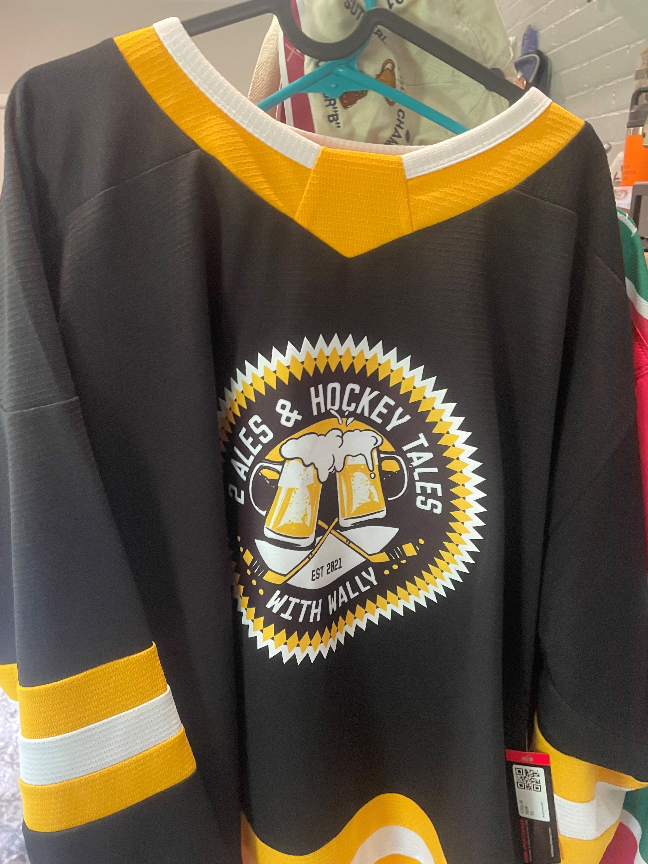 2 ALES & HOCKEY TALES
EST 2021
WITH WALLY
"B"